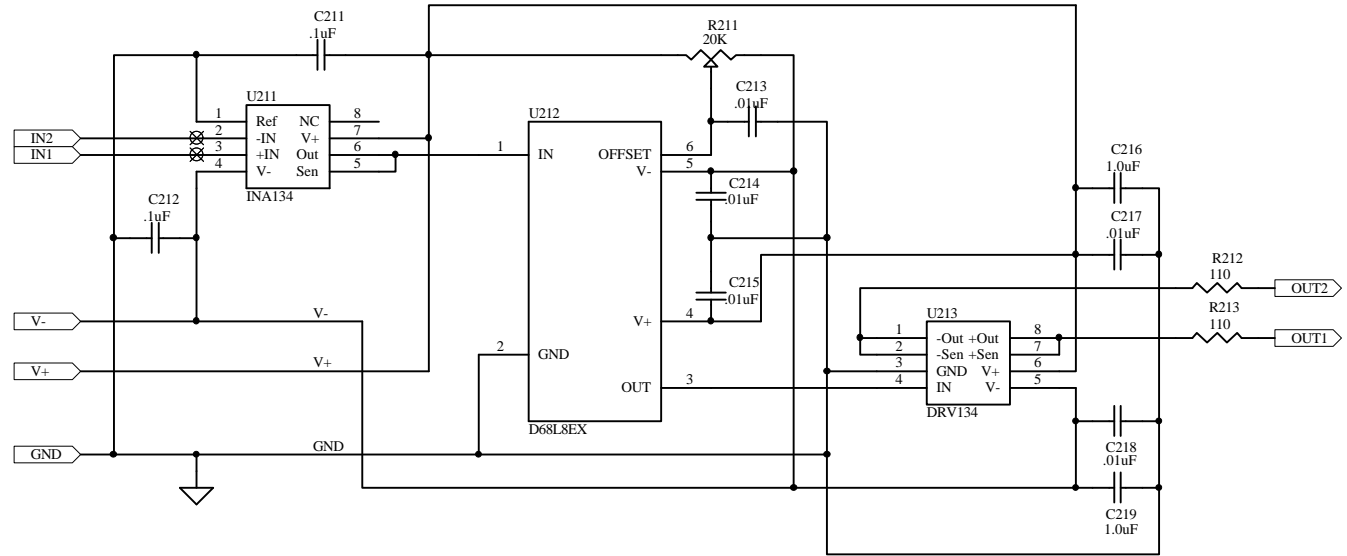 C211
.1uF
R211
20K
C213
.01uF
U211
1 Ref NC 8
2 -IN V+ 7
3 +IN Out 6
4 V- Sen 5
INA134
IN2
IN1
C212
.1uF
U212
1 IN OFFSET 6
V- 5
V+ 4
2 GND
OUT 3
D68L8EX
C214
.01uF
C215
.01uF
C216
1.0uF
C217
.01uF
R212
110
OUT2
R213
110
OUT1
U213
1 -Out +Out 8
2 -Sen +Sen 7
3 GND V+ 6
4 IN V- 5
DRV134
C218
.01uF
C219
1.0uF
V- V-
V+ V+
GND GND